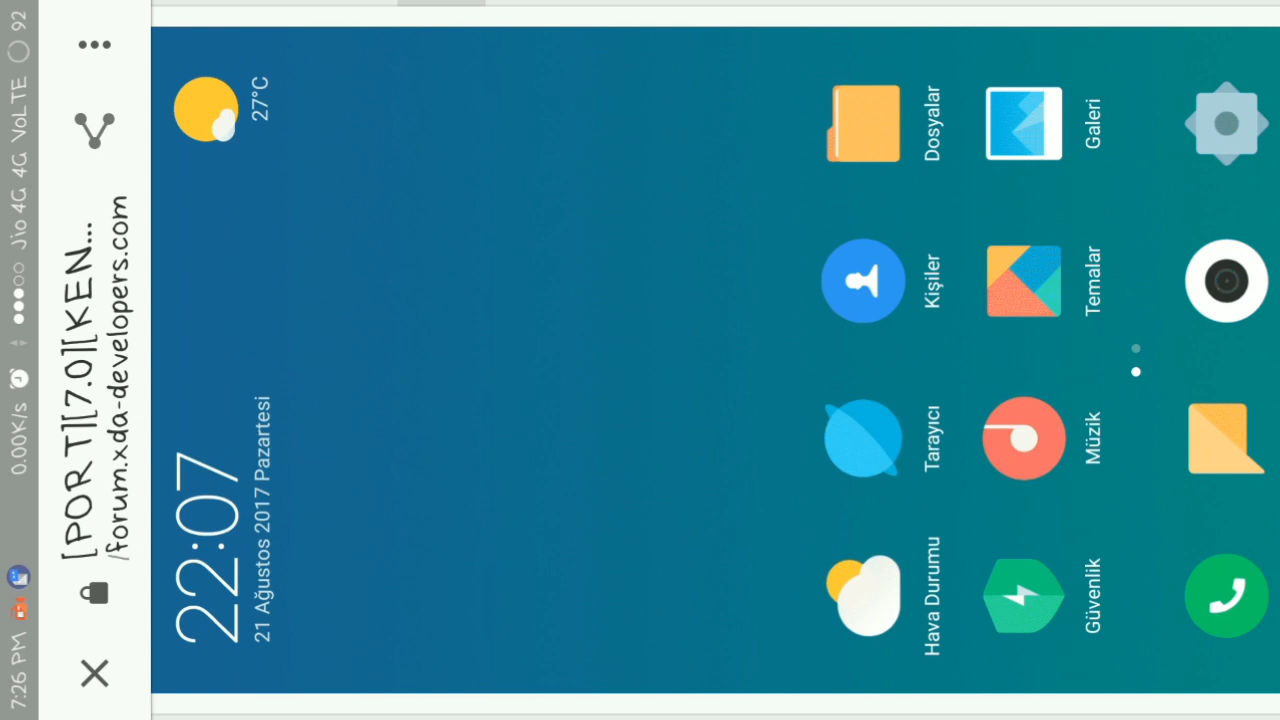 7:26 PM 0.00K/s Jio 4G 4G VoLTE 92
[PORT][7.0][KEN...
/forum.xda-developers.com
22:07
27°C
21 Ağustos 2017 Pazartesi
Hava Durumu Tarayıcı Kişiler Dosyalar
Güvenlik Müzik Temalar Galeri